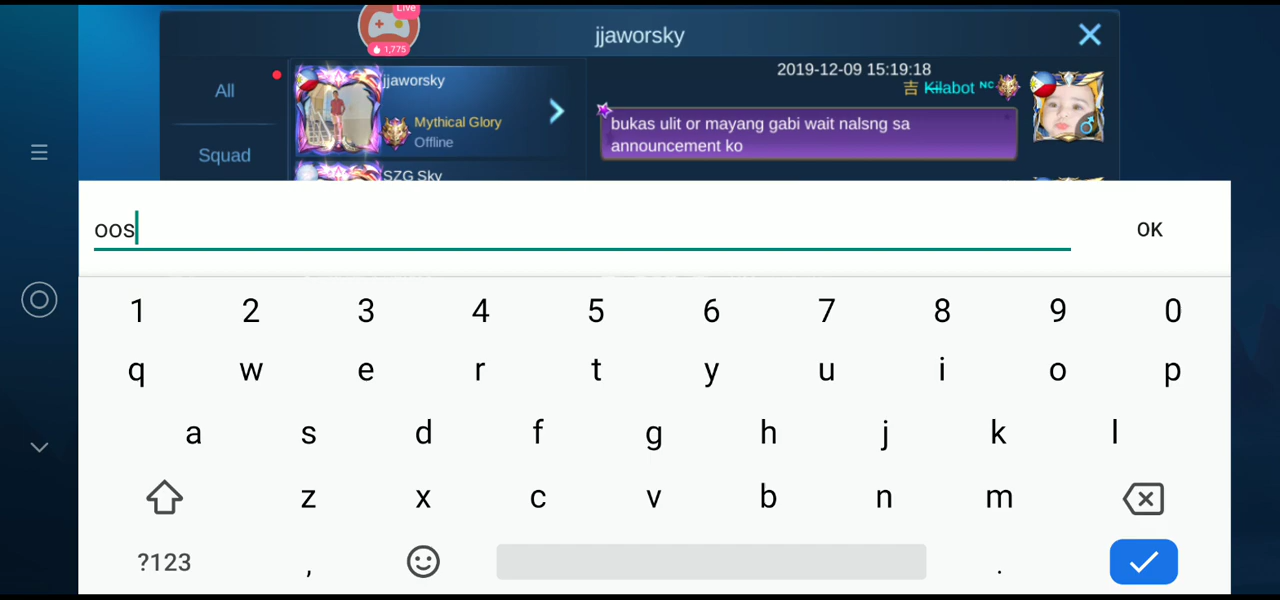 Live
1,775
jjaworsky
All
Squad
jjaworsky
Mythical Glory
Offline
SZG Sky
2019-12-09 15:19:18
吉 Kilabot ᴺᶜ
bukas ulit or mayang gabi wait nalsng sa
announcement ko
oos
OK
1 2 3 4 5 6 7 8 9 0
q w e r t y u i o p
a s d f g h j k l
z x c v b n m
?123 , .